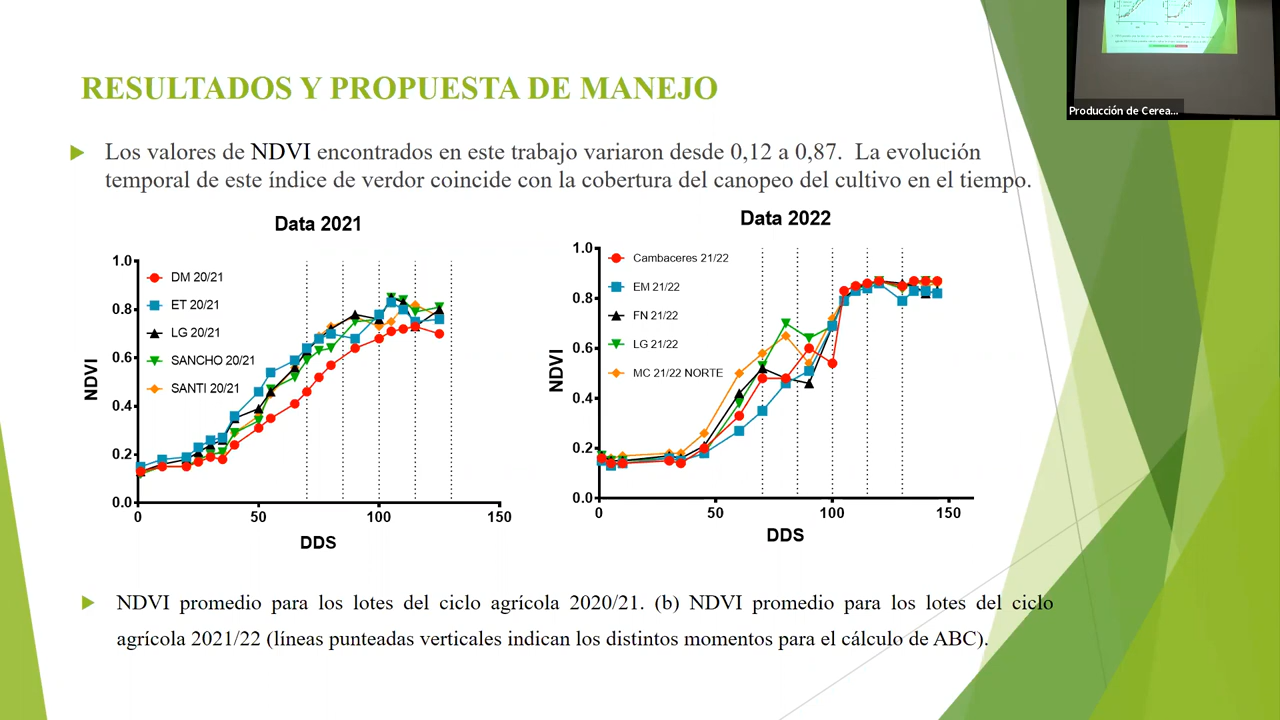 Producción de Cerea...
RESULTADOS Y PROPUESTA DE MANEJO
Los valores de NDVI encontrados en este trabajo variaron desde 0,12 a 0,87. La evolución
temporal de este índice de verdor coincide con la cobertura del canopeo del cultivo en el tiempo.
Data 2021
1.0
0.8
0.6
0.4
0.2
0.0
NDVI
DM 20/21
ET 20/21
LG 20/21
SANCHO 20/21
SANTI 20/21
0
50
100
150
DDS
Data 2022
1.0
0.8
0.6
0.4
0.2
0.0
NDVI
Cambaceres 21/22
EM 21/22
FN 21/22
LG 21/22
MC 21/22 NORTE
0
50
100
150
DDS
NDVI promedio para los lotes del ciclo agrícola 2020/21. (b) NDVI promedio para los lotes del ciclo
agrícola 2021/22 (líneas punteadas verticales indican los distintos momentos para el cálculo de ABC).